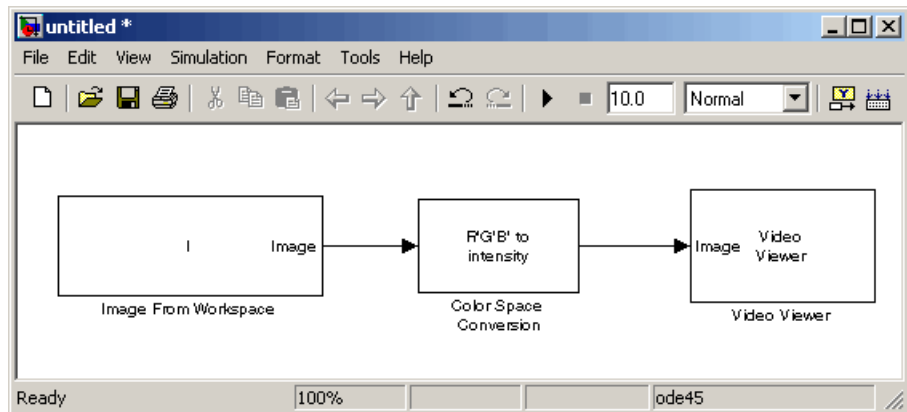 untitled *
File Edit View Simulation Format Tools Help
10.0 Normal
I Image
R'G'B' to
intensity
Image
Video
Viewer
Image From Workspace
Color Space
Conversion
Video Viewer
Ready 100% ode45